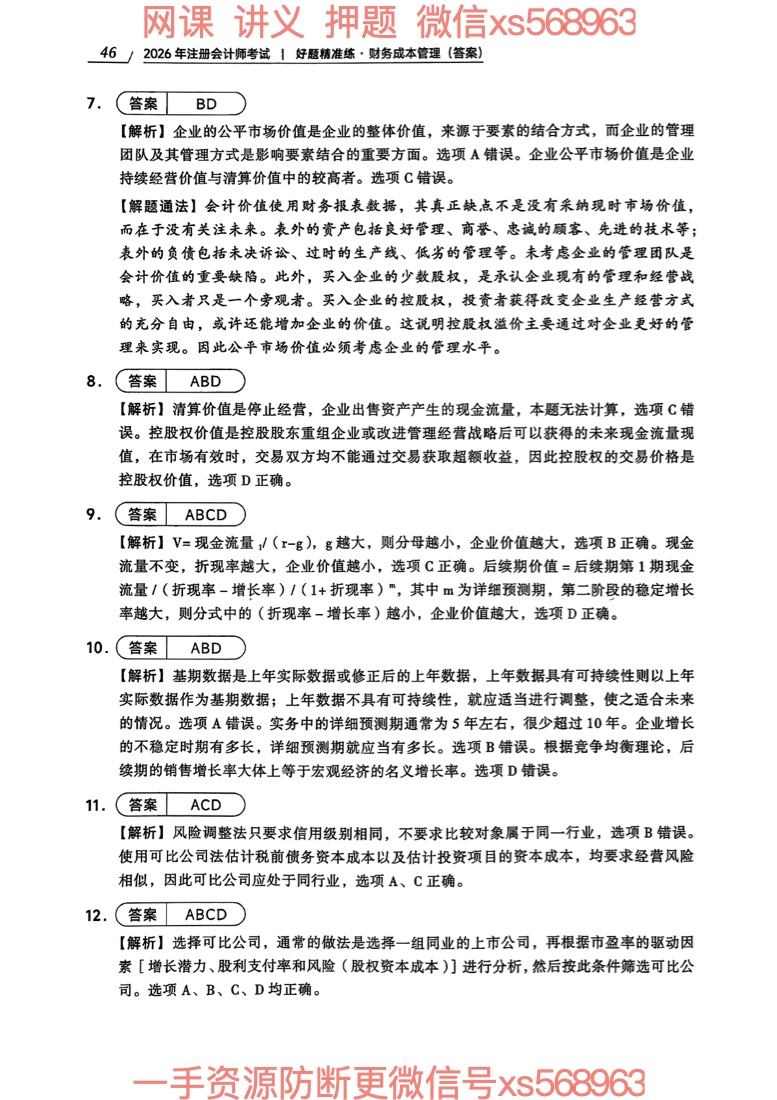 网课 讲义 押题 微信xs568963
46 / 2026年注册会计师考试 | 好题精准练·财务成本管理（答案）
7. 答案 BD
【解析】企业的公平市场价值是企业的整体价值，来源于要素的结合方式，而企业的管理
团队及其管理方式是影响要素结合的重要方面。选项A错误。企业公平市场价值是企业
持续经营价值与清算价值中的较高者。选项C错误。
【解题通法】会计价值使用财务报表数据，其真正缺点不是没有采纳现时市场价值，
而在于没有关注未来。表外的资产包括良好管理、商誉、忠诚的顾客、先进的技术等；
表外的负债包括未决诉讼、过时的生产线、低劣的管理等。未考虑企业的管理团队是
会计价值的重要缺陷。此外，买入企业的少数股权，是承认企业现有的管理和经营战
略，买入者只是一个旁观者。买入企业的控股权，投资者获得改变企业生产经营方式
的充分自由，或许还能增加企业的价值。这说明控股权溢价主要通过对企业更好的管
理来实现。因此公平市场价值必须考虑企业的管理水平。
8. 答案 ABD
【解析】清算价值是停止经营，企业出售资产产生的现金流量，本题无法计算，选项C错
误。控股权价值是控股股东重组企业或改进管理经营战略后可以获得的未来现金流量现
值，在市场有效时，交易双方均不能通过交易获取超额收益，因此控股权的交易价格是
控股权价值，选项D正确。
9. 答案 ABCD
【解析】V=现金流量₁/（r-g），g越大，则分母越小，企业价值越大，选项B正确。现金
流量不变，折现率越大，企业价值越小，选项C正确。后续期价值=后续期第1期现金
流量/（折现率-增长率）/（1+折现率）ᵐ，其中m为详细预测期，第二阶段的稳定增长
率越大，则分式中的（折现率-增长率）越小，企业价值越大，选项D正确。
10. 答案 ABD
【解析】基期数据是上年实际数据或修正后的上年数据，上年数据具有可持续性则以上年
实际数据作为基期数据；上年数据不具有可持续性，就应适当进行调整，使之适合未来
的情况。选项A错误。实务中的详细预测期通常为5年左右，很少超过10年。企业增长
的不稳定时期有多长，详细预测期就应当有多长。选项B错误。根据竞争均衡理论，后
续期的销售增长率大体上等于宏观经济的名义增长率。选项D错误。
11. 答案 ACD
【解析】风险调整法只要求信用级别相同，不要求比较对象属于同一行业，选项B错误。
使用可比公司法估计税前债务资本成本以及估计投资项目的资本成本，均要求经营风险
相似，因此可比公司应处于同行业，选项A、C正确。
12. 答案 ABCD
【解析】选择可比公司，通常的做法是选择一组同业的上市公司，再根据市盈率的驱动因
素［增长潜力、股利支付率和风险（股权资本成本）］进行分析，然后按此条件筛选可比公
司。选项A、B、C、D均正确。
一手资源防断更微信号xs568963